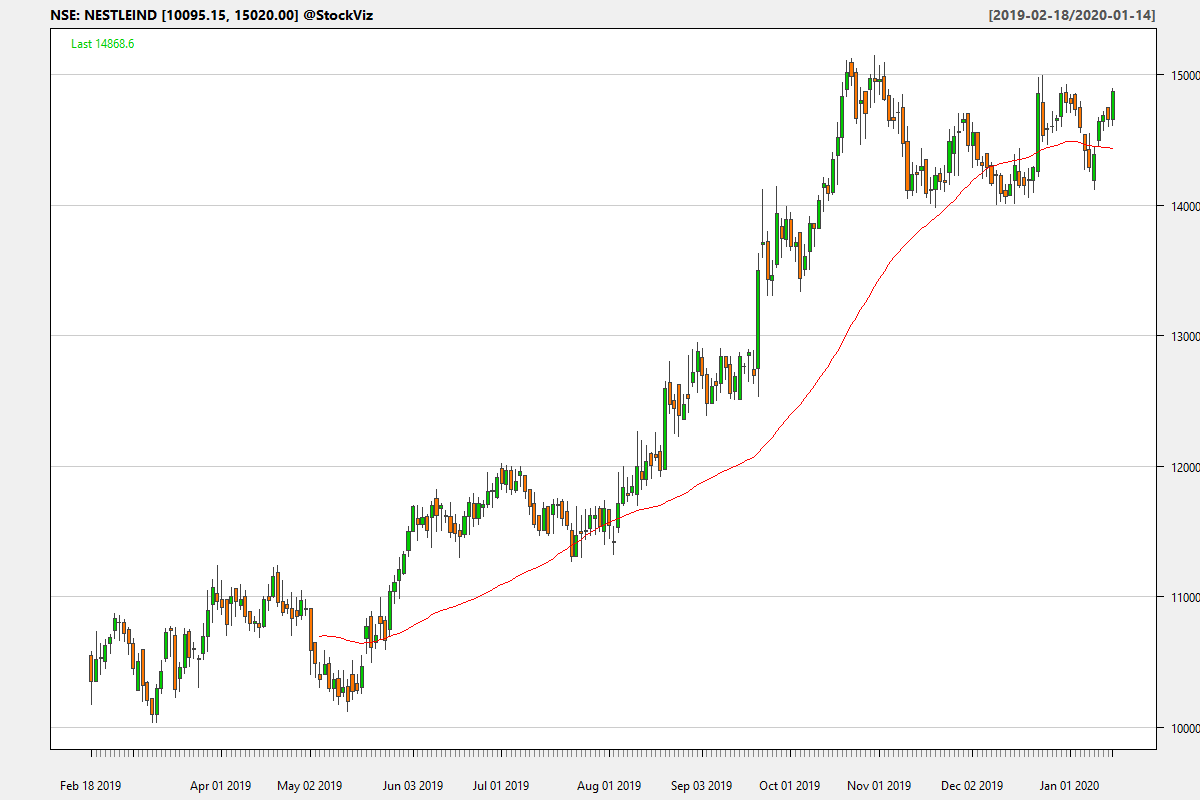 NSE: NESTLEIND [10095.15, 15020.00] @StockViz
[2019-02-18/2020-01-14]
Last 14868.6
15000
14000
13000
12000
11000
10000
Feb 18 2019
Apr 01 2019
May 02 2019
Jun 03 2019
Jul 01 2019
Aug 01 2019
Sep 03 2019
Oct 01 2019
Nov 01 2019
Dec 02 2019
Jan 01 2020